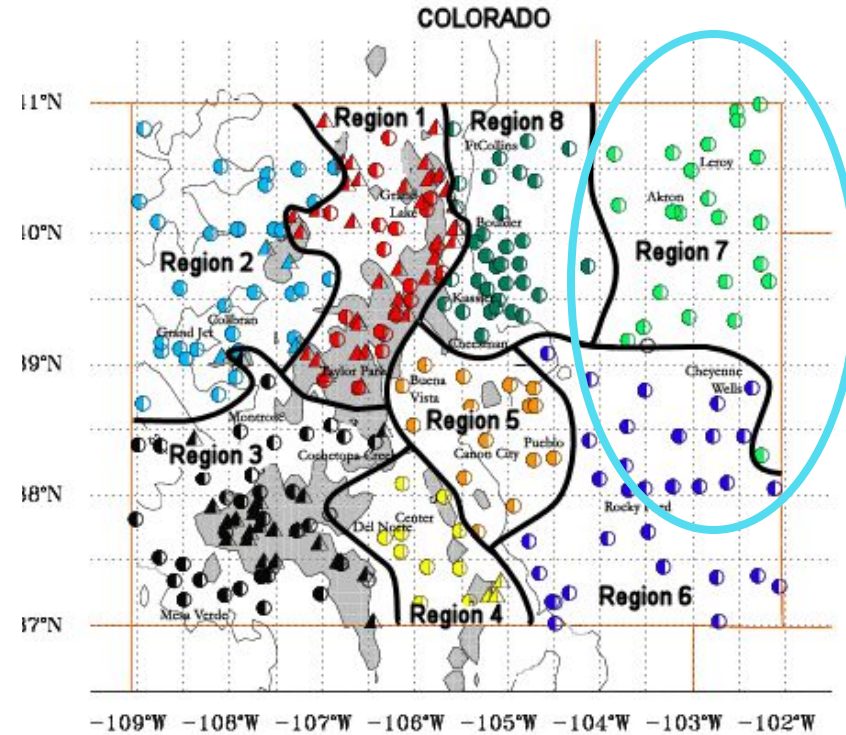 COLORADO
41°N
Region 1
Region 8
FtCollins
Leroy
Grand
Lake
Akron
Boulder
40°N
Region 2
Region 7
Kassler
Collbran
Grand Jct
Cheesman
39°N
Taylor Park
Buena
Vista
Cheyenne
Wells
Montrose
Region 5
Region 3
Cochetopa Creek
Canon City
Pueblo
38°N
Rocky Ford
Del Norte
Center
Mesa Verde
Region 4
Region 6
37°N
-109°W -108°W -107°W -106°W -105°W -104°W -103°W -102°W